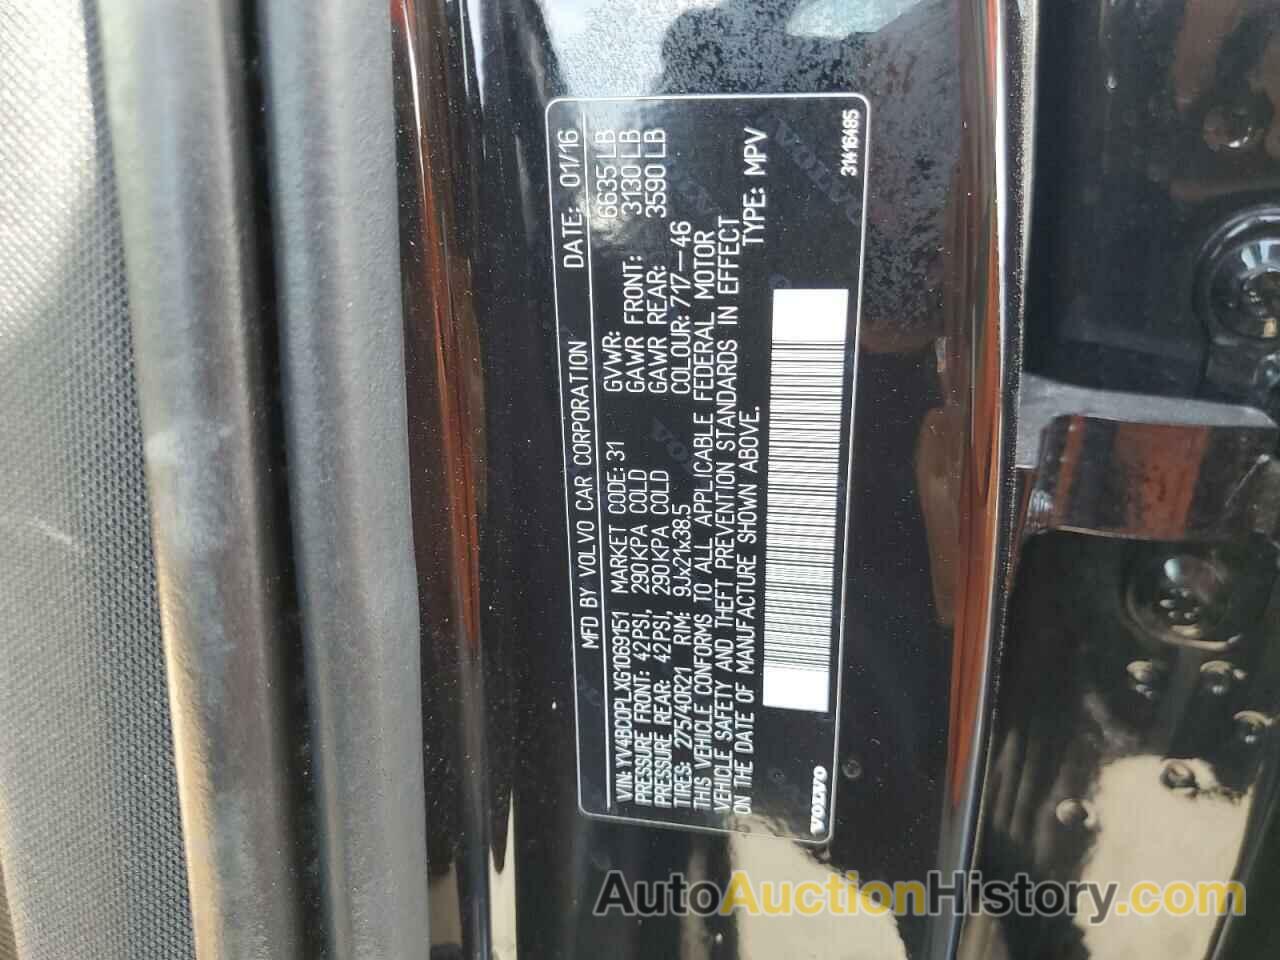 MFD BY VOLVO CAR CORPORATION DATE: 01/16
VIN: YV4BC0PLXG1069151 MARKET CODE: 31 GVWR: 6635 LB
PRESSURE FRONT: 42PSI, 290KPA COLD GAWR FRONT: 3130 LB
PRESSURE REAR: 42PSI, 290KPA COLD GAWR REAR: 3590 LB
TIRES: 275/40R21 RIM: 9Jx21x38.5 COLOUR: 717-46
THIS VEHICLE CONFORMS TO ALL APPLICABLE FEDERAL MOTOR
VEHICLE SAFETY AND THEFT PREVENTION STANDARDS IN EFFECT
ON THE DATE OF MANUFACTURE SHOWN ABOVE. TYPE: MPV
VOLVO 31416485
AutoAuctionHistory.com